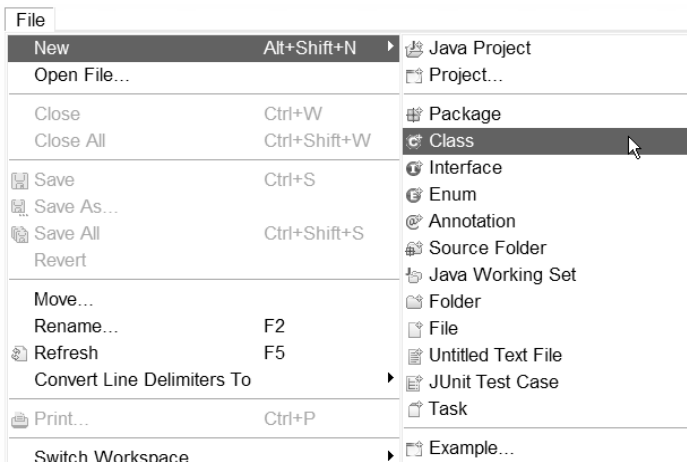 File
New Alt+Shift+N
Open File...
Close Ctrl+W
Close All Ctrl+Shift+W
Save Ctrl+S
Save As...
Save All Ctrl+Shift+S
Revert
Move...
Rename... F2
Refresh F5
Convert Line Delimiters To
Print... Ctrl+P
Switch Workspace
Java Project
Project...
Package
Class
Interface
Enum
Annotation
Source Folder
Java Working Set
Folder
File
Untitled Text File
JUnit Test Case
Task
Example...